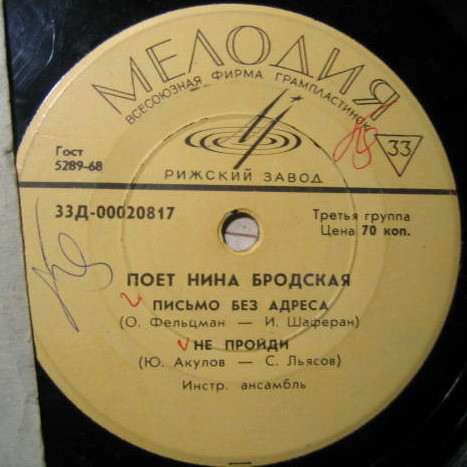 МЕЛОДИЯ
ВСЕСОЮЗНАЯ ФИРМА ГРАМПЛАСТИНОК
33
Гост
5289-68
РИЖСКИЙ ЗАВОД
33Д-00020817
Третья группа
Цена 70 коп.
ПОЕТ НИНА БРОДСКАЯ
ПИСЬМО БЕЗ АДРЕСА
(О. Фельцман — И. Шаферан)
НЕ ПРОЙДИ
(Ю. Акулов — С. Льясов)
Инстр. ансамбль